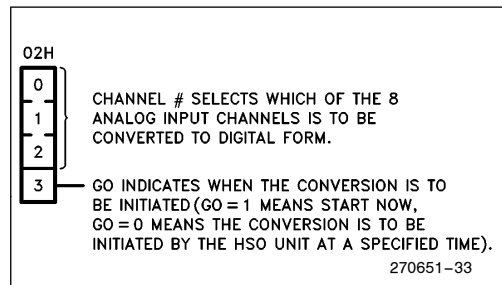 02H
0
1
2
3
CHANNEL # SELECTS WHICH OF THE 8
ANALOG INPUT CHANNELS IS TO BE
CONVERTED TO DIGITAL FORM.
GO INDICATES WHEN THE CONVERSION IS TO
BE INITIATED (GO = 1 MEANS START NOW,
GO = 0 MEANS THE CONVERSION IS TO BE
INITIATED BY THE HSO UNIT AT A SPECIFIED TIME).
270651-33